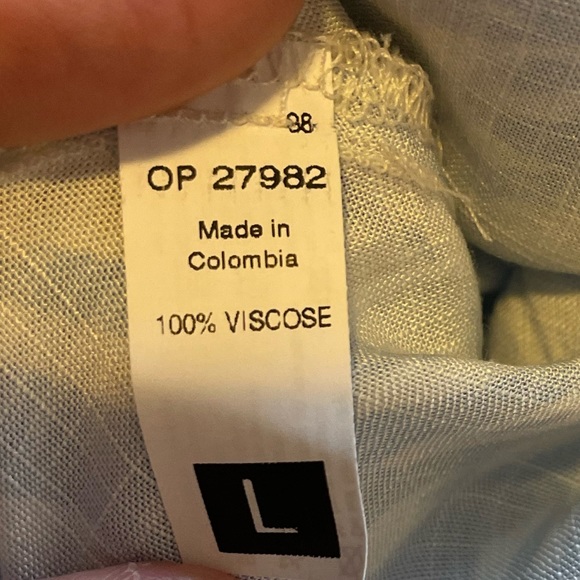 38
OP 27982
Made in
Colombia
100% VISCOSE
L